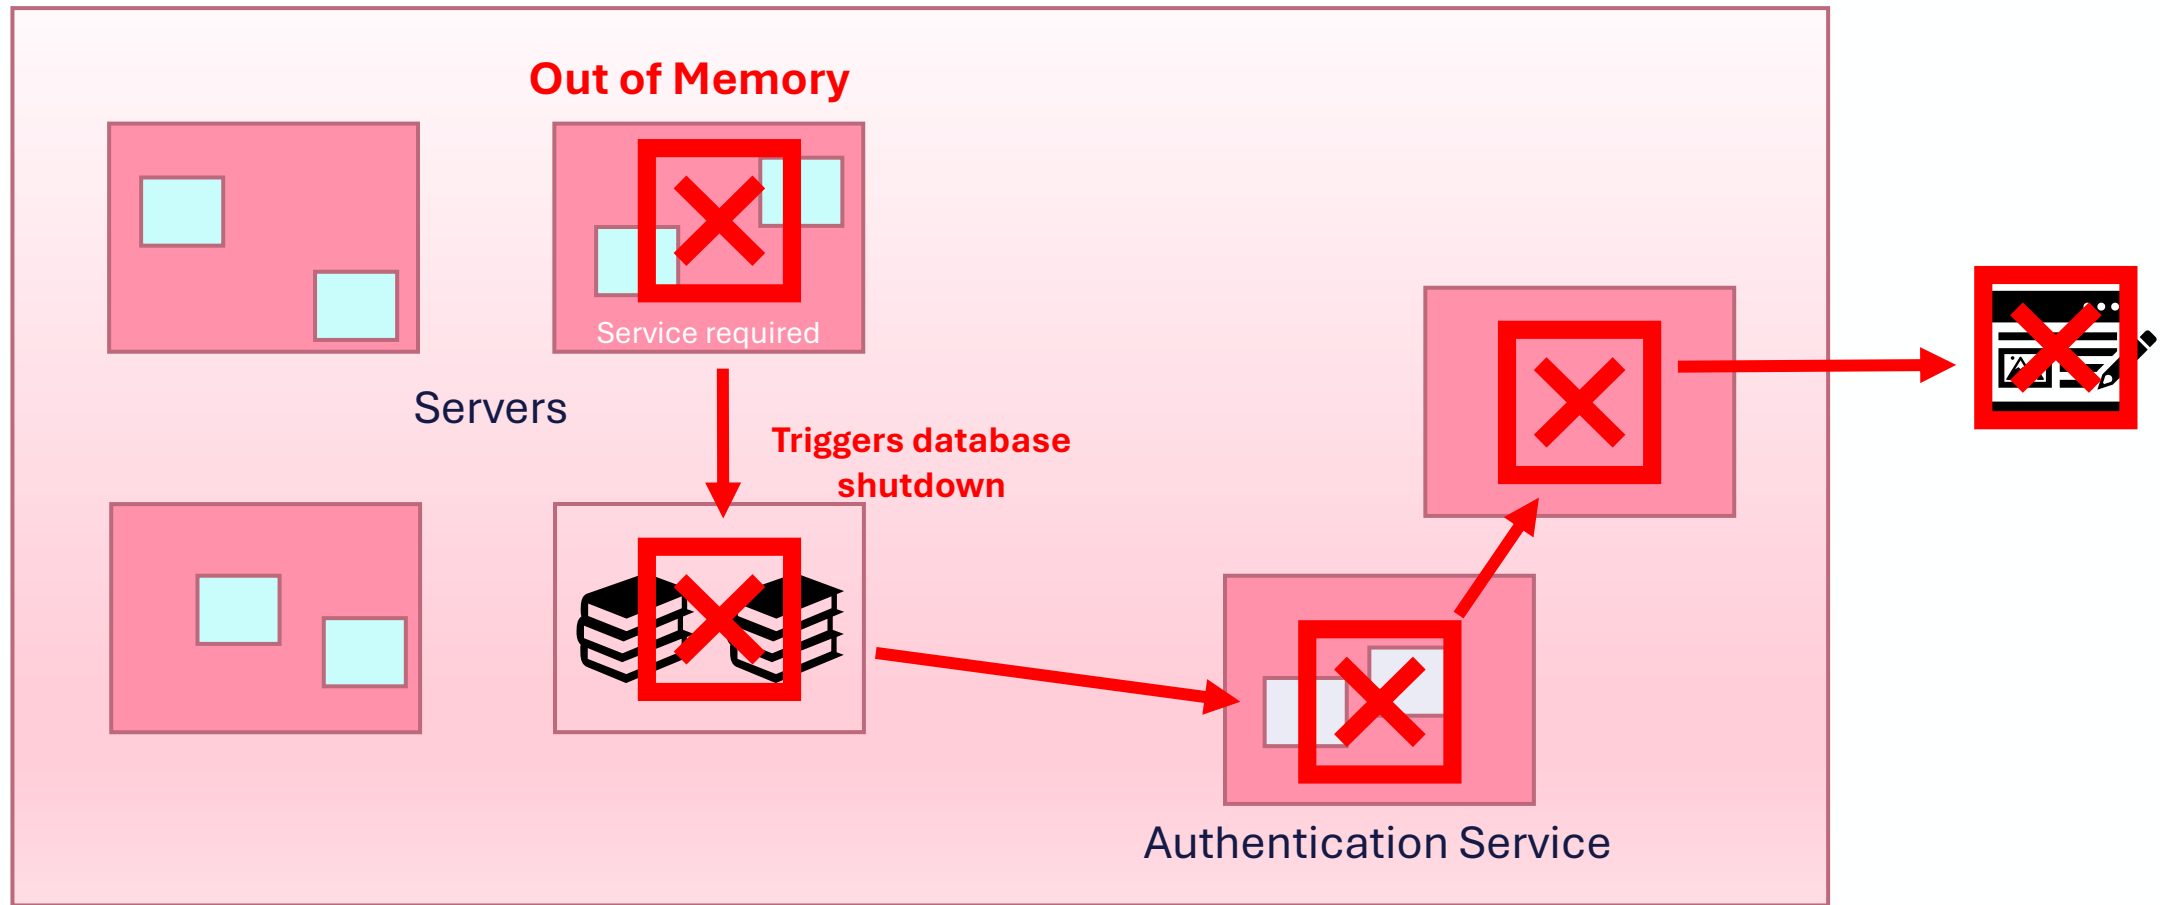 Out of Memory
Service required
Servers
Triggers database
shutdown
Authentication Service